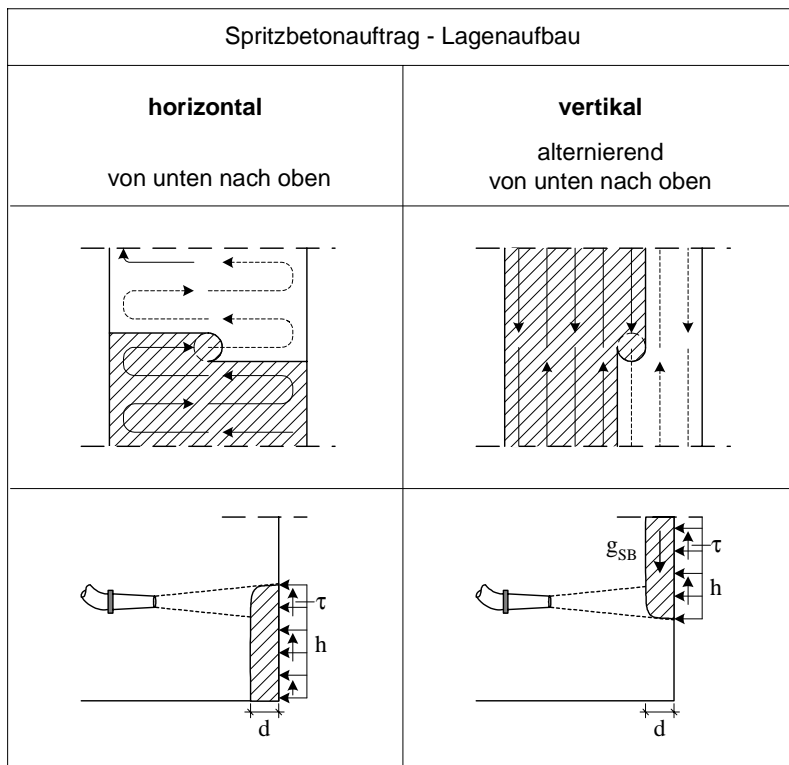 Spritzbetonauftrag - Lagenaufbau
horizontal
von unten nach oben
vertikal
alternierend
von unten nach oben
τ
h
d
g_SB
τ
h
d